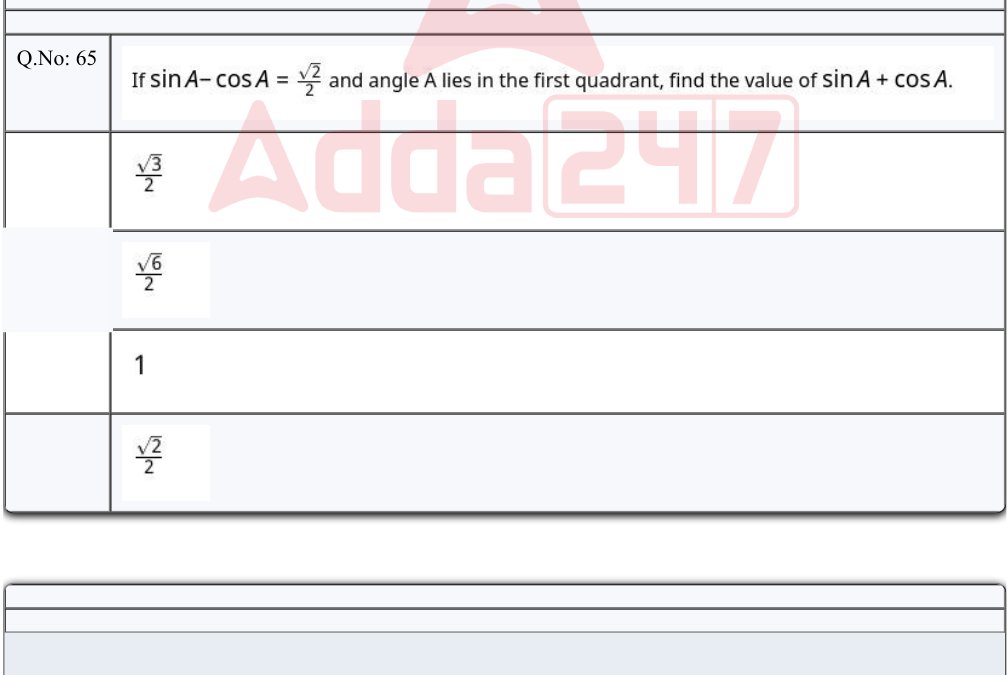 Q.No: 65
If sin A− cos A = √2/2 and angle A lies in the first quadrant, find the value of sin A + cos A.
Adda247
√3/2
√6/2
1
√2/2